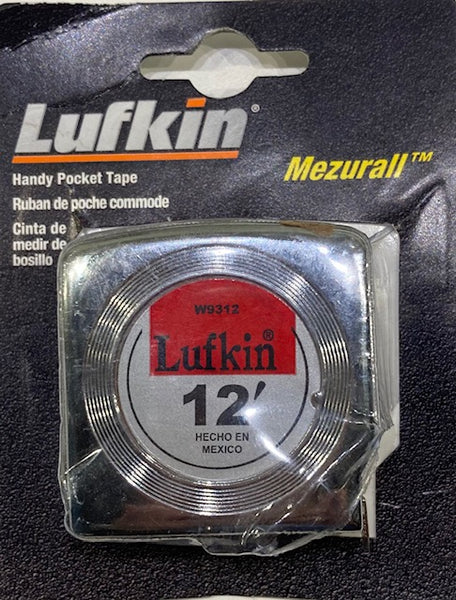 Lufkin®
Mezurall™
Handy Pocket Tape
Ruban de poche commode
Cinta de
medir de
bosillo
W9312
Lufkin®
12'
HECHO EN
MEXICO